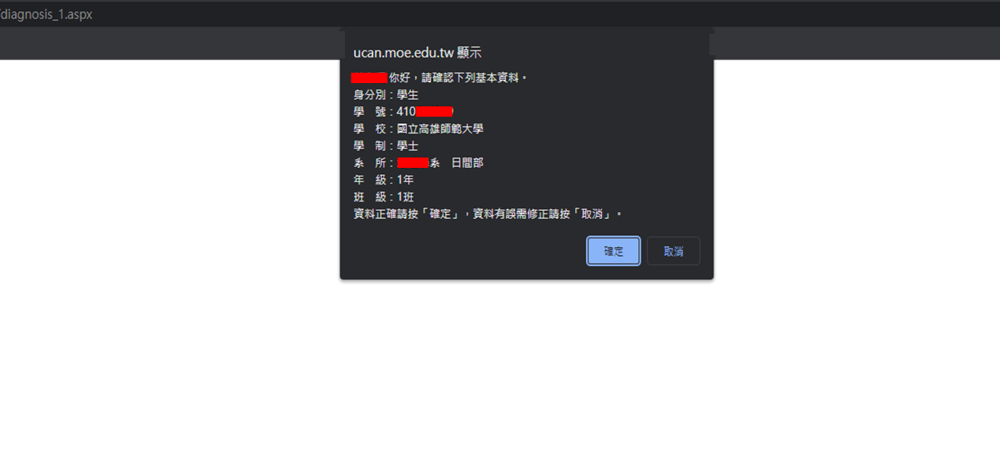 /diagnosis_1.aspx
ucan.moe.edu.tw 顯示
你好，請確認下列基本資料。
身分別：學生
學　號：410
學　校：國立高雄師範大學
學　制：學士
系　所：系　日間部
年　級：1年
班　級：1班
資料正確請按「確定」，資料有誤需修正請按「取消」。
確定　取消